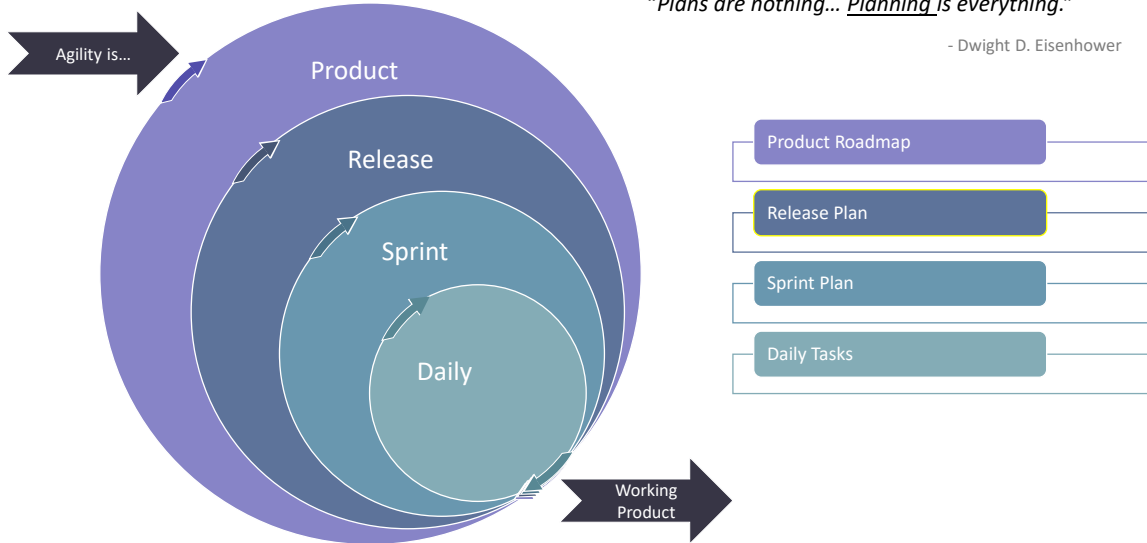 "Plans are nothing… Planning is everything."
- Dwight D. Eisenhower
Agility is…
Product
Release
Sprint
Daily
Working
Product
Product Roadmap
Release Plan
Sprint Plan
Daily Tasks